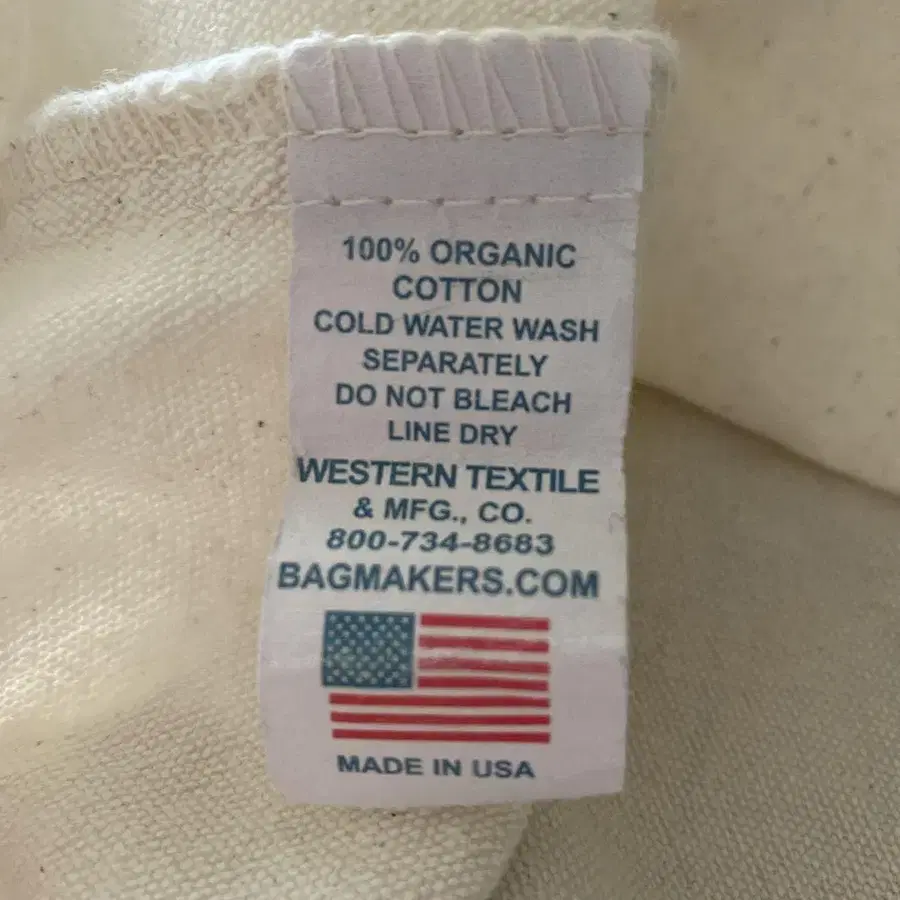 100% ORGANIC
COTTON
COLD WATER WASH
SEPARATELY
DO NOT BLEACH
LINE DRY
WESTERN TEXTILE
& MFG., CO.
800-734-8683
BAGMAKERS.COM
MADE IN USA